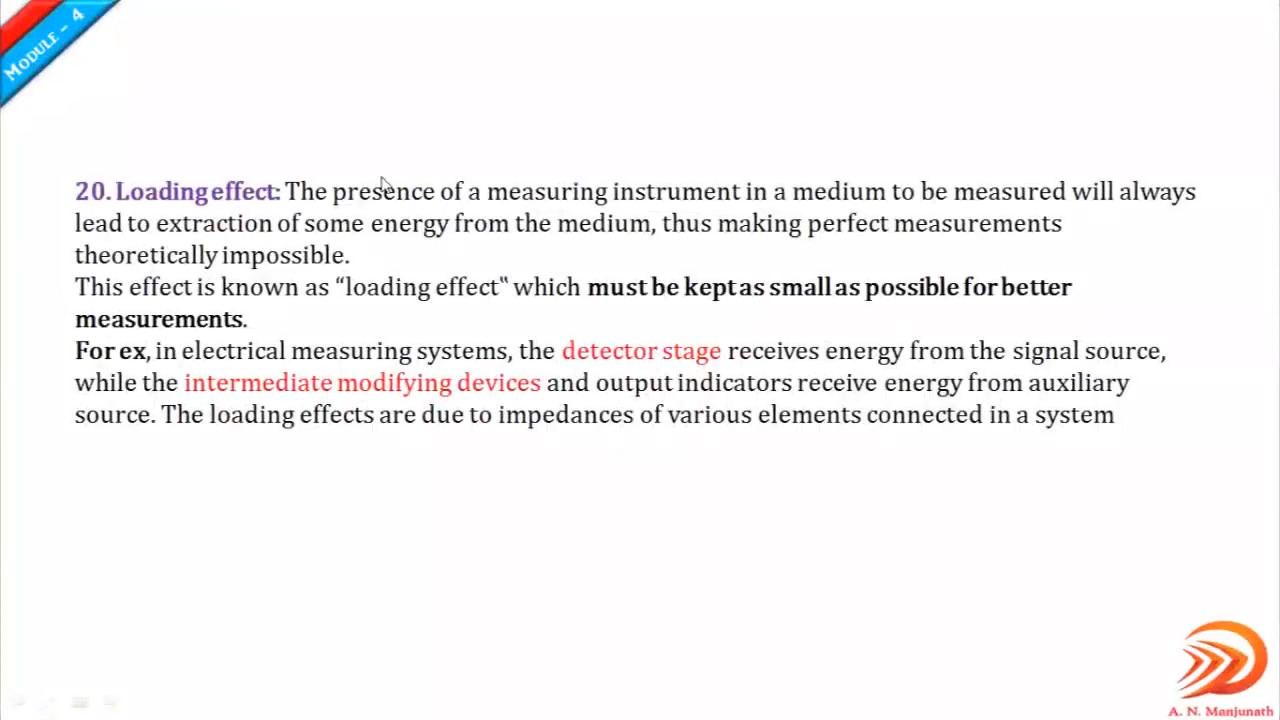 MODULE - 4
20. Loading effect: The presence of a measuring instrument in a medium to be measured will always
lead to extraction of some energy from the medium, thus making perfect measurements
theoretically impossible.
This effect is known as “loading effect‟ which must be kept as small as possible for better
measurements.
For ex, in electrical measuring systems, the detector stage receives energy from the signal source,
while the intermediate modifying devices and output indicators receive energy from auxiliary
source. The loading effects are due to impedances of various elements connected in a system
A. N. Manjunath